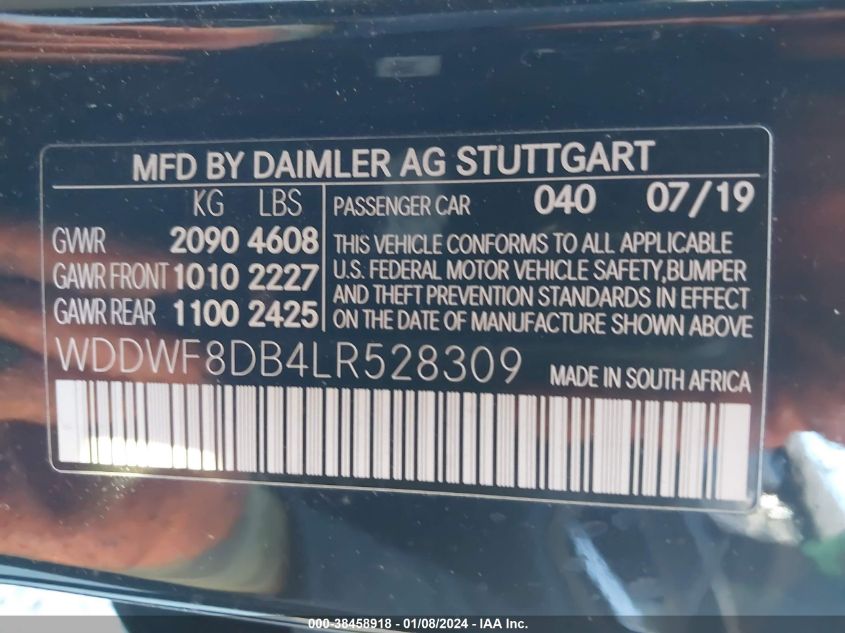 MFD BY DAIMLER AG STUTTGART
KG LBS
GVWR 2090 4608
GAWR FRONT 1010 2227
GAWR REAR 1100 2425
PASSENGER CAR 040 07/19
THIS VEHICLE CONFORMS TO ALL APPLICABLE
U.S. FEDERAL MOTOR VEHICLE SAFETY,BUMPER
AND THEFT PREVENTION STANDARDS IN EFFECT
ON THE DATE OF MANUFACTURE SHOWN ABOVE
WDDWF8DB4LR528309 MADE IN SOUTH AFRICA
000-38458918 - 01/08/2024 - IAA Inc.